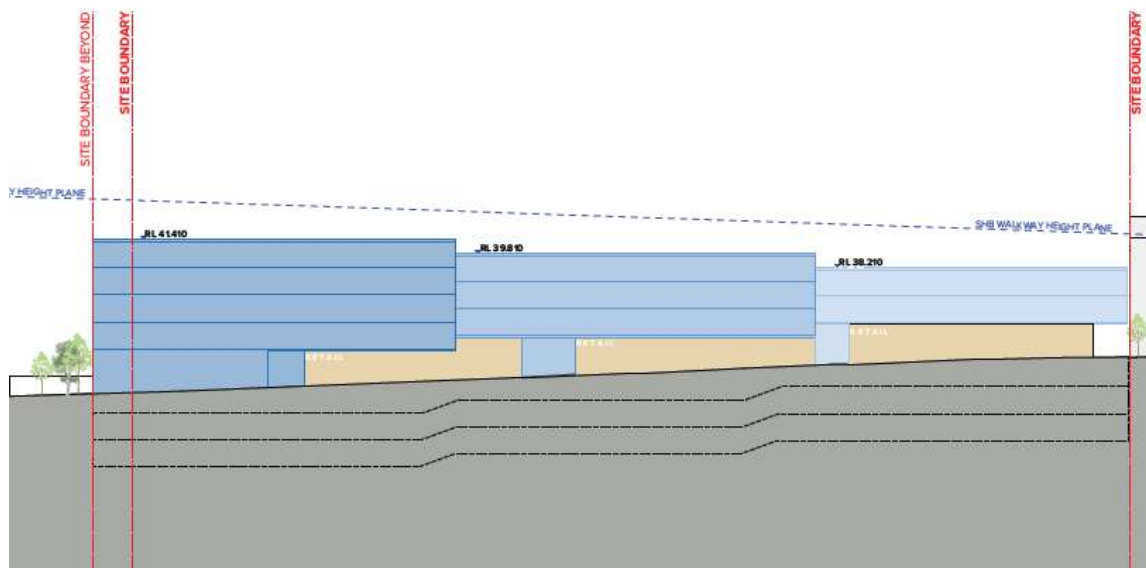 SITE BOUNDARY BEYOND
SITE BOUNDARY
SITE BOUNDARY
Y HEIGHT PLANE
SHB WALKWAY HEIGHT PLANE
RL 41.410
RL 39.810
RL 38.210
RETAIL
RETAIL
RETAIL